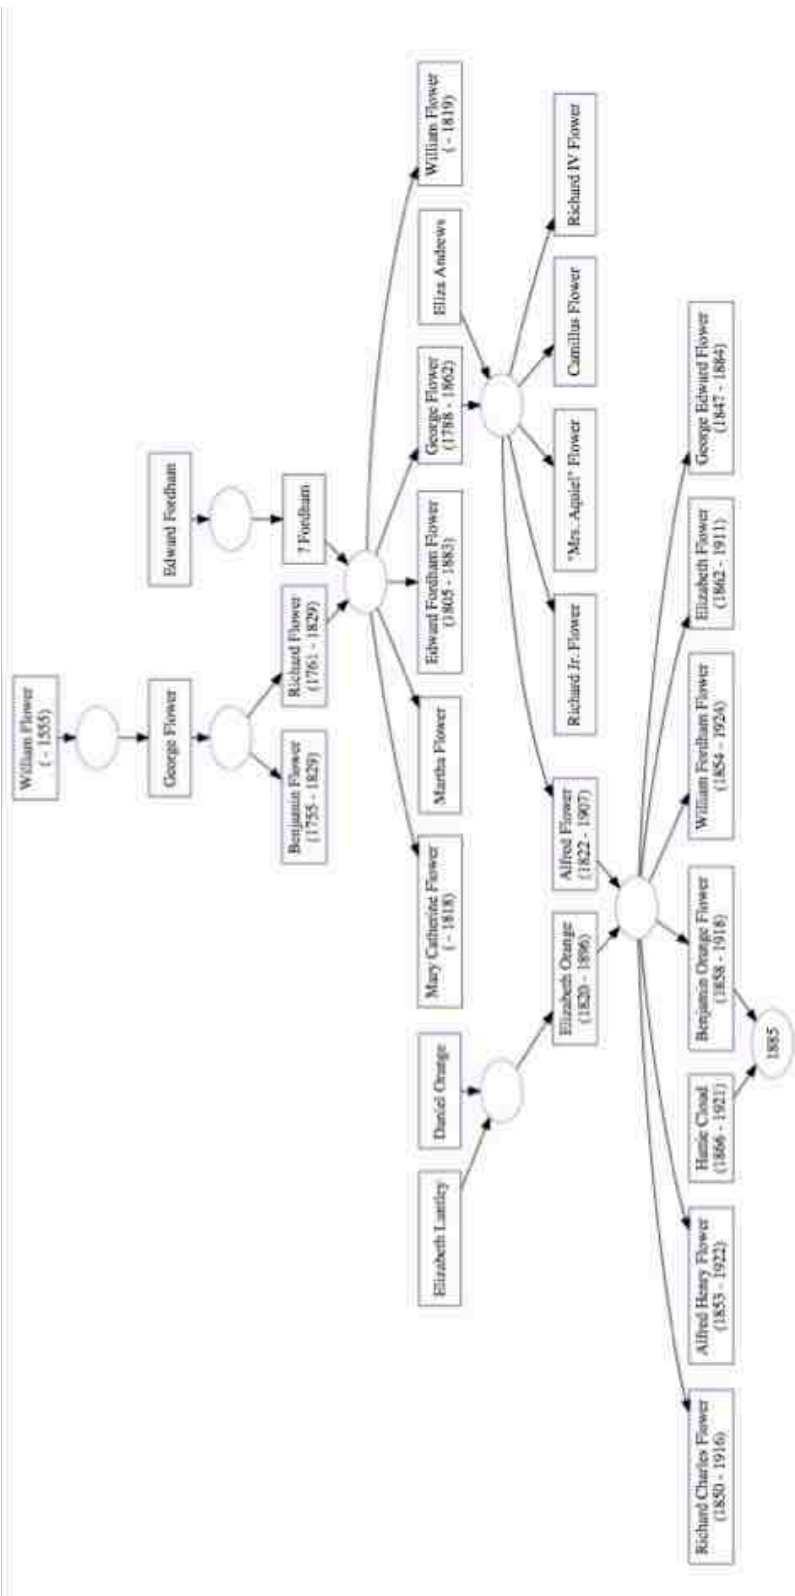 William Flower
( - 1555)
George Flower
Edward Fordham
Benjamin Flower
(1755 - 1829)
Richard Flower
(1761 - 1829)
? Fordham
Elizabeth Lantley
Daniel Orange
Mary Catherine Flower
( - 1818)
Martha Flower
Edward Fordham Flower
(1805 - 1883)
George Flower
(1788 - 1862)
Eliza Andrews
William Flower
( - 1819)
Elizabeth Orange
(1820 - 1896)
Alfred Flower
(1822 - 1907)
Richard Jr. Flower
"Mrs. Aquiel" Flower
Camillus Flower
Richard IV Flower
Richard Charles Flower
(1850 - 1916)
Alfred Henry Flower
(1853 - 1922)
Hattie Cloud
(1866 - 1921)
Benjamin Orange Flower
(1858 - 1918)
William Fordham Flower
(1854 - 1924)
Elizabeth Flower
(1862 - 1911)
George Edward Flower
(1847 - 1884)
1885